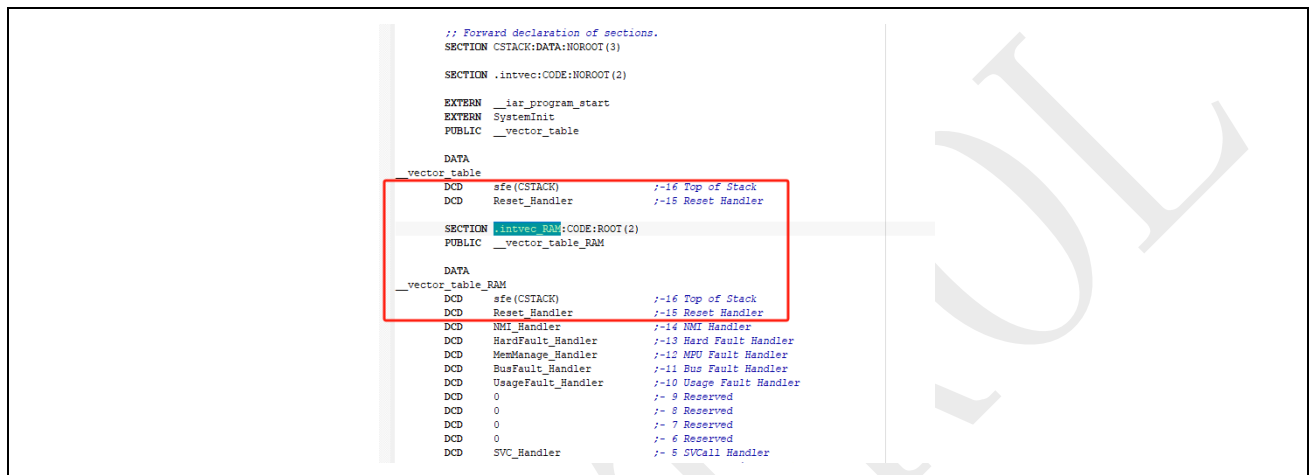 ;; Forward declaration of sections.
SECTION CSTACK:DATA:NOROOT(3)
SECTION .intvec:CODE:NOROOT(2)
EXTERN __iar_program_start
EXTERN SystemInit
PUBLIC __vector_table
DATA
__vector_table
DCD sfe(CSTACK) ;-16 Top of Stack
DCD Reset_Handler ;-15 Reset Handler
SECTION .intvec_RAM:CODE:ROOT(2)
PUBLIC __vector_table_RAM
DATA
__vector_table_RAM
DCD sfe(CSTACK) ;-16 Top of Stack
DCD Reset_Handler ;-15 Reset Handler
DCD NMI_Handler ;-14 NMI Handler
DCD HardFault_Handler ;-13 Hard Fault Handler
DCD MemManage_Handler ;-12 MPU Fault Handler
DCD BusFault_Handler ;-11 Bus Fault Handler
DCD UsageFault_Handler ;-10 Usage Fault Handler
DCD 0 ;- 9 Reserved
DCD 0 ;- 8 Reserved
DCD 0 ;- 7 Reserved
DCD 0 ;- 6 Reserved
DCD SVC_Handler ;- 5 SVCall Handler